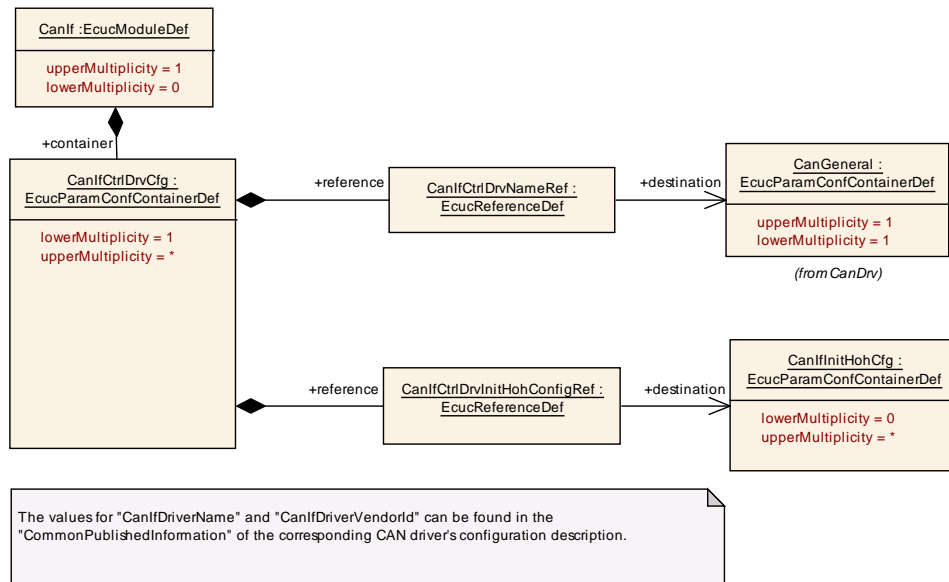 CanIf :EcucModuleDef
upperMultiplicity = 1
lowerMultiplicity = 0
+container
CanIfCtrlDrvCfg :
EcucParamConfContainerDef
lowerMultiplicity = 1
upperMultiplicity = *
+reference
CanIfCtrlDrvNameRef :
EcucReferenceDef
+destination
CanGeneral :
EcucParamConfContainerDef
upperMultiplicity = 1
lowerMultiplicity = 1
(from CanDrv)
+reference
CanIfCtrlDrvInitHohConfigRef :
EcucReferenceDef
+destination
CanIfInitHohCfg :
EcucParamConfContainerDef
lowerMultiplicity = 0
upperMultiplicity = *
The values for "CanIfDriverName" and "CanIfDriverVendorId" can be found in the
"CommonPublishedInformation" of the corresponding CAN driver's configuration description.